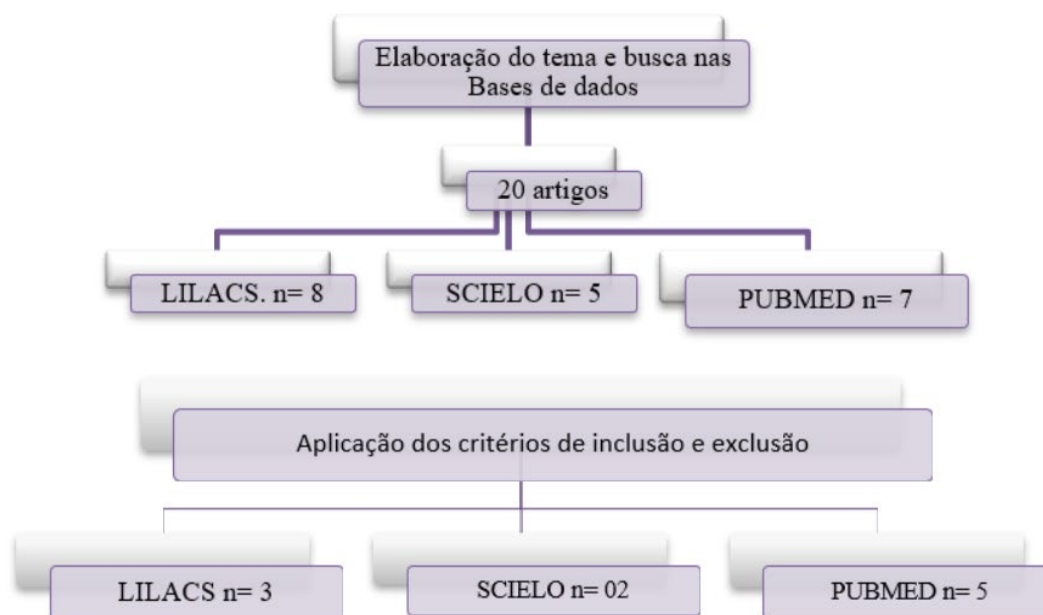 Elaboração do tema e busca nas
Bases de dados
20 artigos
LILACS. n= 8
SCIELO n= 5
PUBMED n= 7
Aplicação dos critérios de inclusão e exclusão
LILACS n= 3
SCIELO n= 02
PUBMED n= 5